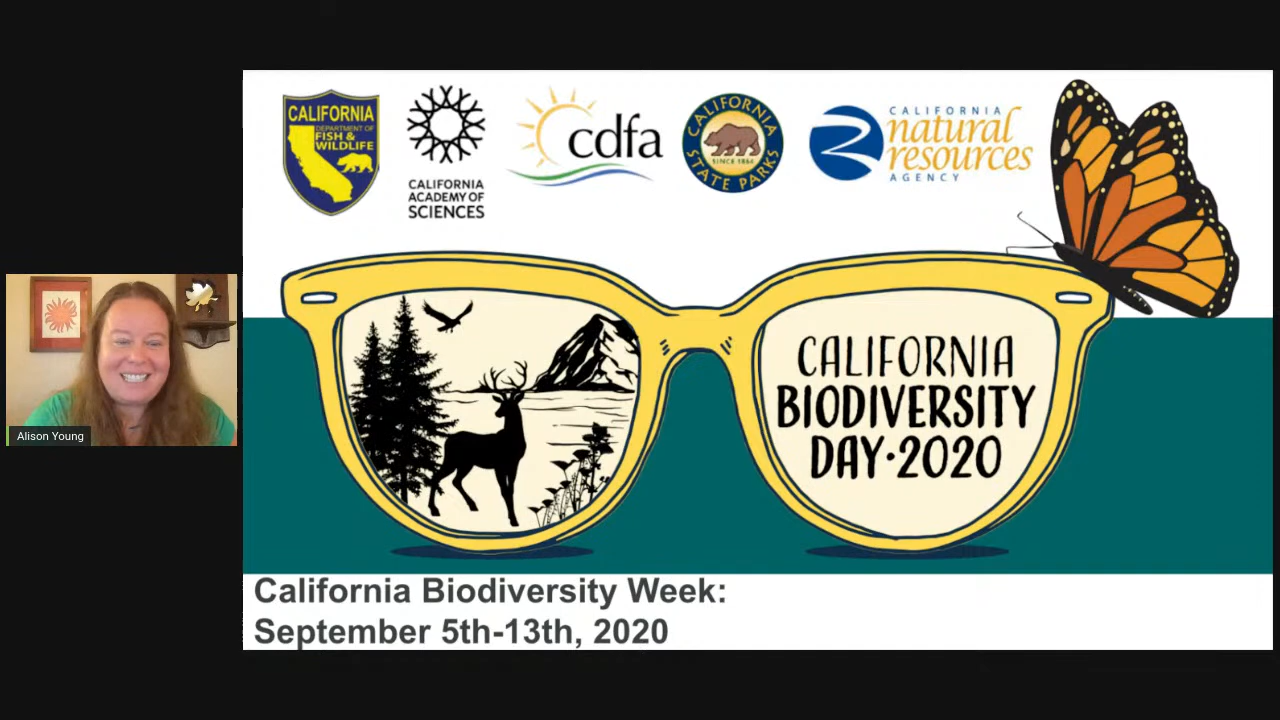 CALIFORNIA
DEPARTMENT OF
FISH &
WILDLIFE
CALIFORNIA
ACADEMY OF
SCIENCES
cdfa
CALIFORNIA
STATE PARKS
SINCE 1864
CALIFORNIA
natural
resources
AGENCY
CALIFORNIA
BIODIVERSITY
DAY·2020
Alison Young
California Biodiversity Week:
September 5th-13th, 2020